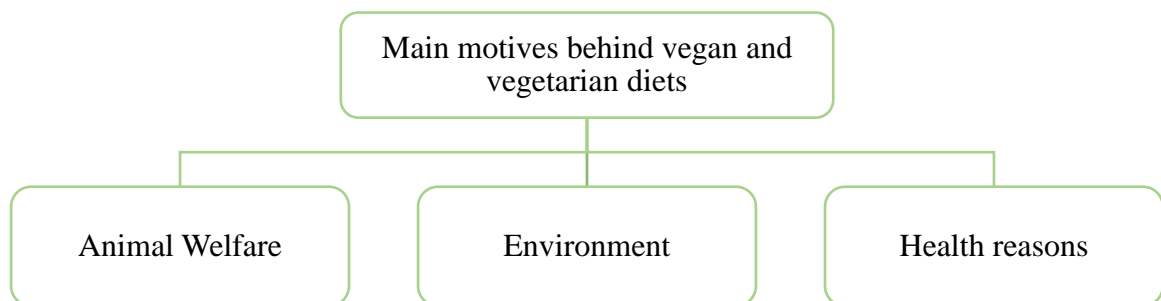 Main motives behind vegan and
vegetarian diets
Animal Welfare
Environment
Health reasons